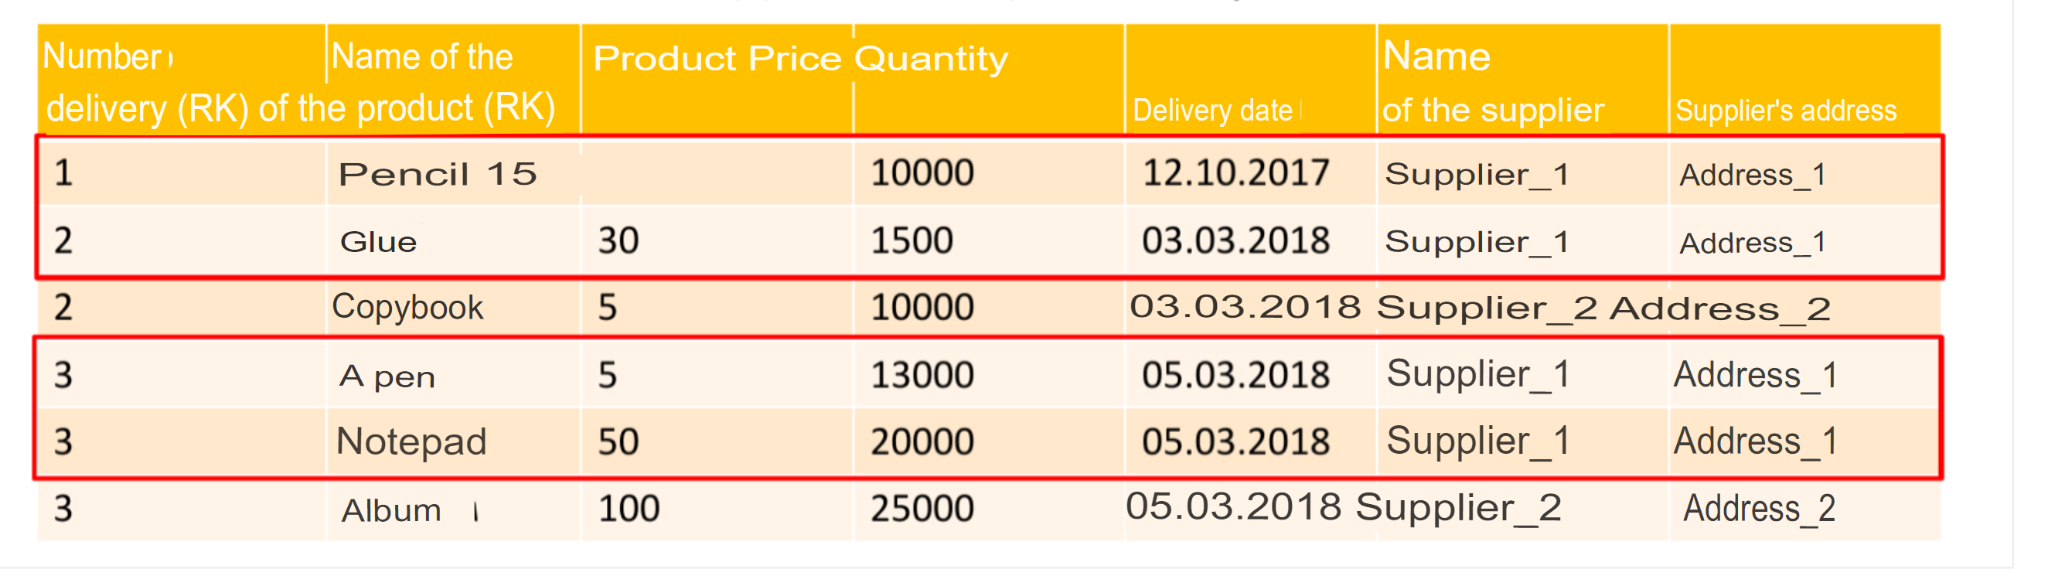 Number Name of the Product Price Quantity Name
delivery (RK) of the product (RK) Delivery date of the supplier Supplier's address
1 Pencil 15 10000 12.10.2017 Supplier_1 Address_1
2 Glue 30 1500 03.03.2018 Supplier_1 Address_1
2 Copybook 5 10000 03.03.2018 Supplier_2 Address_2
3 A pen 5 13000 05.03.2018 Supplier_1 Address_1
3 Notepad 50 20000 05.03.2018 Supplier_1 Address_1
3 Album 100 25000 05.03.2018 Supplier_2 Address_2